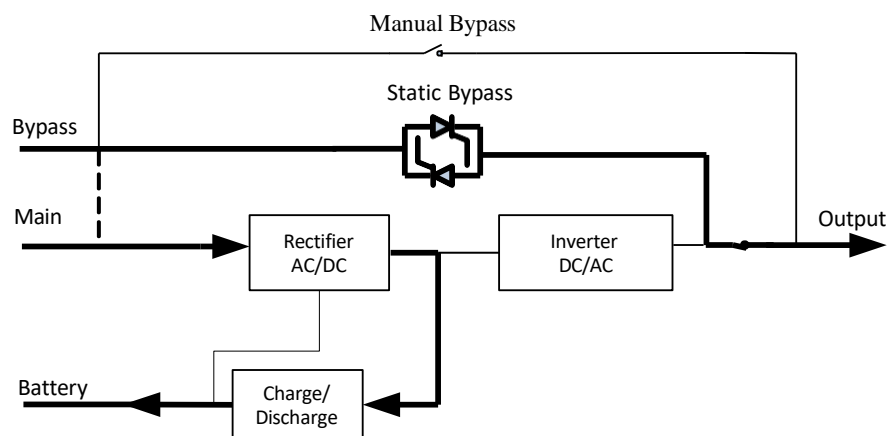 Manual Bypass
Static Bypass
Bypass
Main
Rectifier
AC/DC
Inverter
DC/AC
Output
Battery
Charge/
Discharge